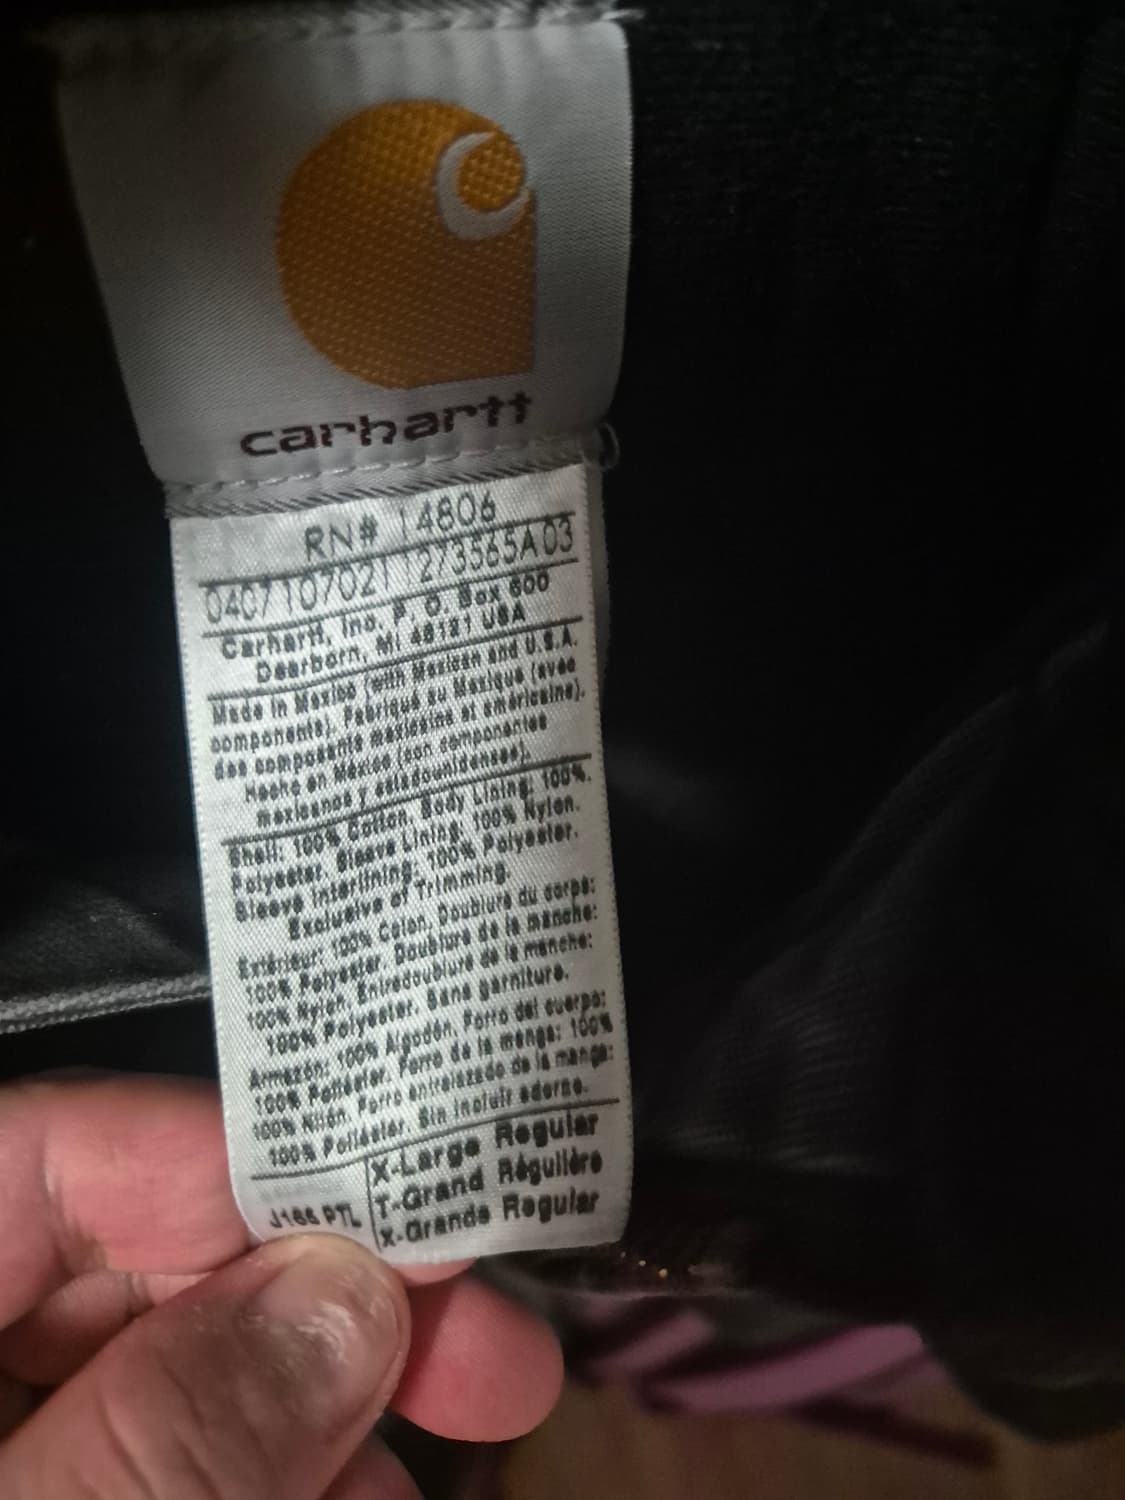 carhartt
RN# 14806
04071070211273565A03
Carhartt, Inc, P. O. Box 600
Dearborn, MI 48121 USA
Made in Mexico (with Mexican and U.S.A.
components). Fabriqué au Mexique (avec
des composants mexicains et américains).
Hecho en México (con componentes
mexicanos y estadounidenses).
Shell: 100% Cotton. Body Lining: 100%
Polyester. Sleeve Lining: 100% Nylon.
Sleeve Interlining: 100% Polyester.
Exclusive of Trimming.
Extérieur: 100% Coton. Doublure du corps:
100% Polyester. Doublure de la manche:
100% Nylon. Entredoublure de la manche:
100% Polyester. Sans garniture.
Armazón: 100% Algodón. Forro del cuerpo:
100% Poliéster. Forro de la manga: 100%
100% Nilón. Forro entrelazado de la manga:
100% Poliéster. Sin incluir adorno.
J166 PTL
X-Large Regular
T-Grand Régulière
X-Grande Regular